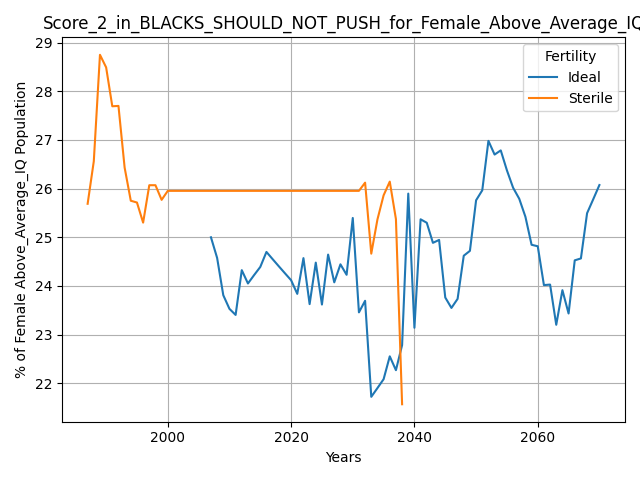 Score_2_in_BLACKS_SHOULD_NOT_PUSH_for_Female_Above_Average_IQ
29
28
27
26
25
24
23
22
% of Female Above_Average_IQ Population
Fertility
Ideal
Sterile
2000
2020
2040
2060
Years